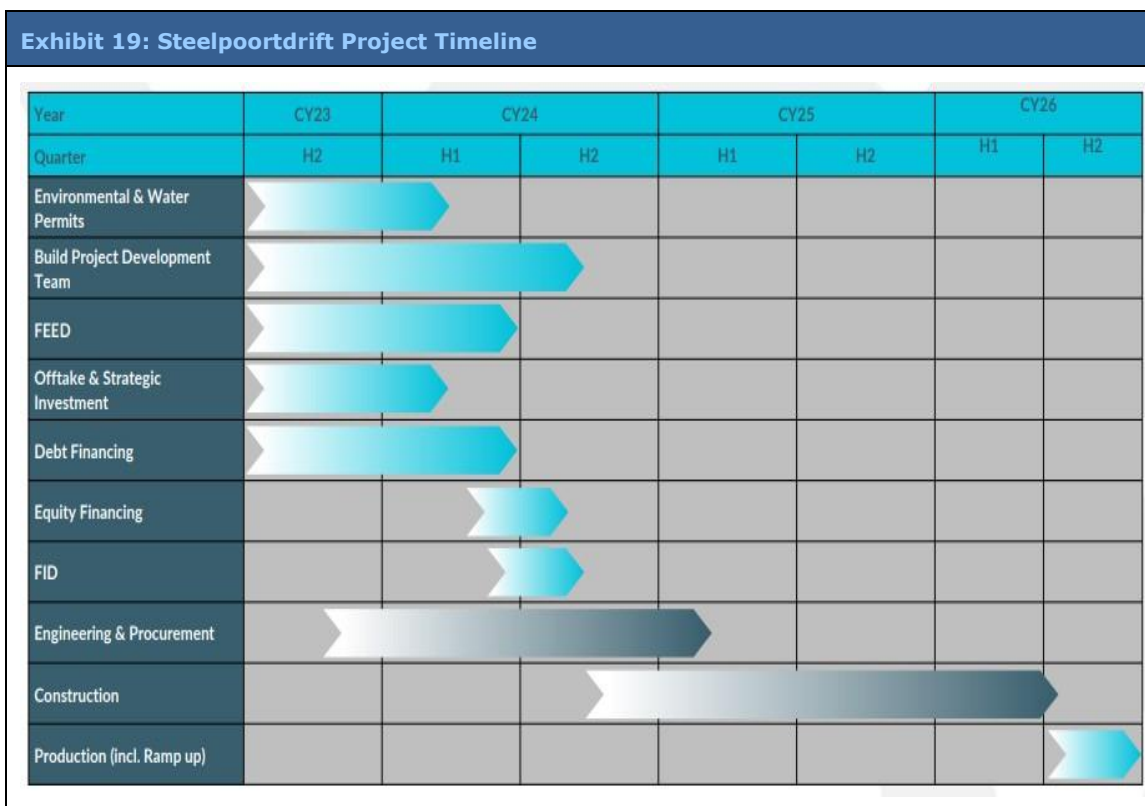 Exhibit 19: Steelpoortdrift Project Timeline
Year CY23 CY24 CY25 CY26
Quarter H2 H1 H2 H1 H2 H1 H2
Environmental & Water
Permits
Build Project Development
Team
FEED
Offtake & Strategic
Investment
Debt Financing
Equity Financing
FID
Engineering & Procurement
Construction
Production (incl. Ramp up)